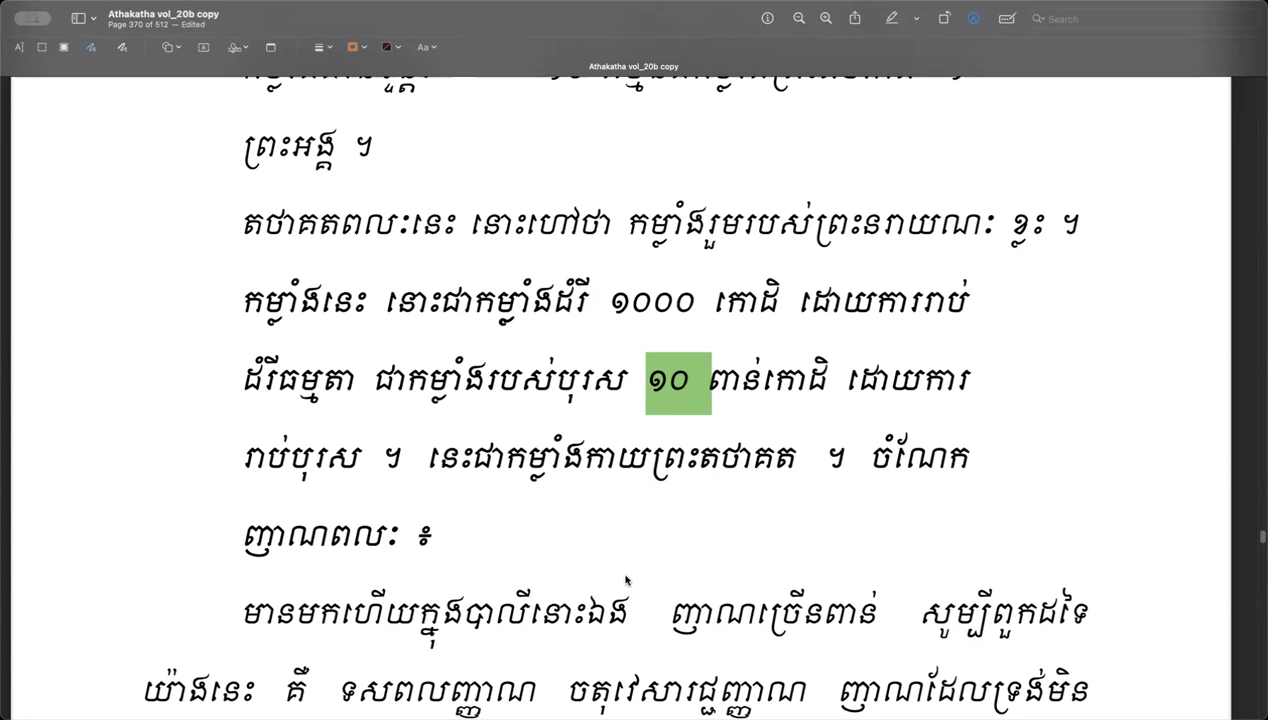 Athakatha vol_20b copy
Page 370 of 512 — Edited
Search
Athakatha vol_20b copy
ព្រះអង្គ ។
តថាគតពលៈនេះ នោះហៅថា កម្លាំងរួមរបស់ព្រះនរាយណៈ ខ្លះ ។
កម្លាំងនេះ នោះជាកម្លាំងដំរី ១០០០ កោដិ ដោយការរាប់
ដំរីធម្មតា ជាកម្លាំងរបស់បុរស ១០ ពាន់កោដិ ដោយការ
រាប់បុរស ។ នេះជាកម្លាំងកាយព្រះតថាគត ។ ចំណែក
ញាណពលៈ ៖
មានមកហើយក្នុងបាលីនោះឯង ញាណច្រើនពាន់ សូម្បីពួកដទៃ
យ៉ាងនេះ គឺ ទសពលញ្ញាណ ចតុវេសារជ្ជញ្ញាណ ញាណដែលទ្រង់មិន